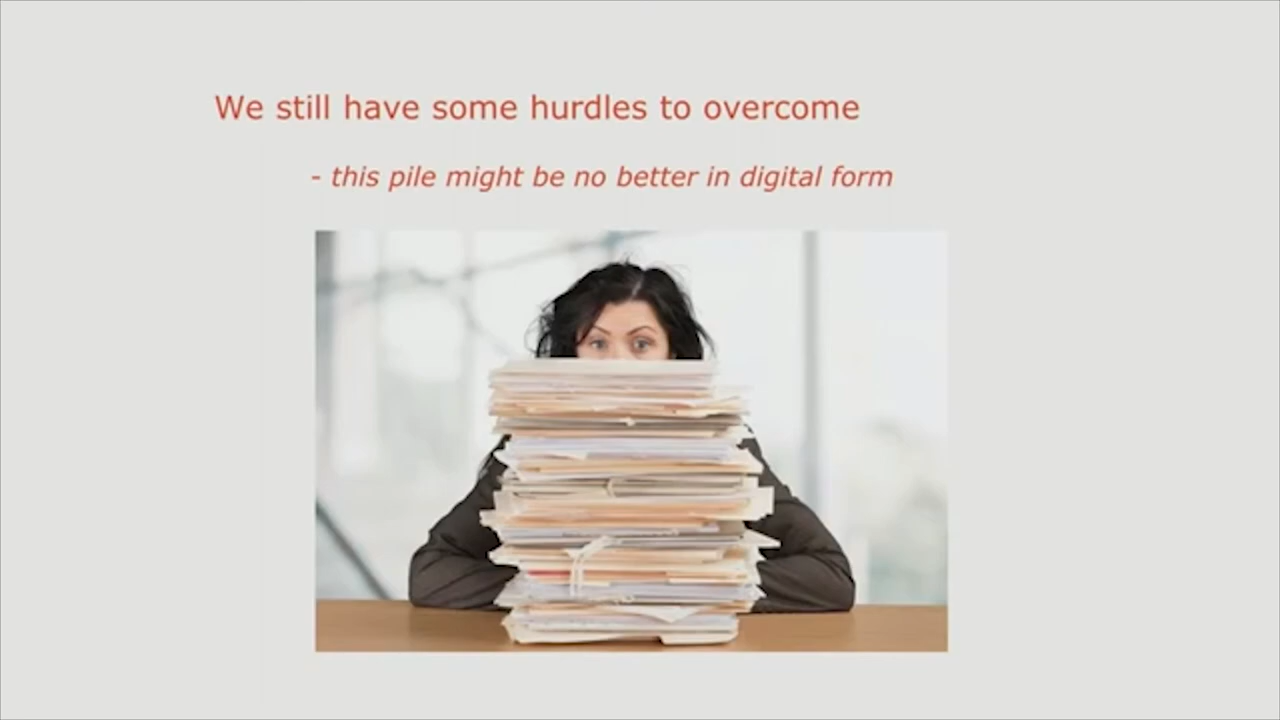 We still have some hurdles to overcome
- this pile might be no better in digital form